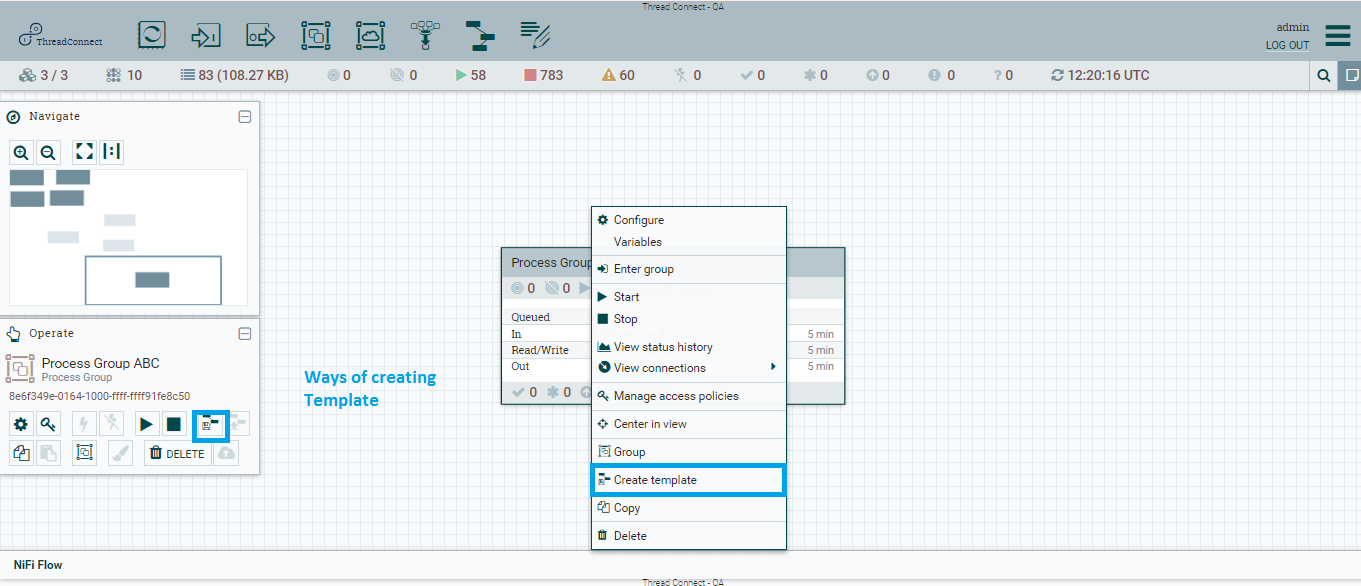 Thread Connect - QA
ThreadConnect
admin
LOG OUT
3 / 3 10 83 (108.27 KB) 0 0 58 783 60 0 0 0 0 0 ? 0 12:20:16 UTC
Navigate
Operate
Process Group ABC
Process Group
8e6f349e-0164-1000-ffff-ffff91fe8c50
DELETE
Ways of creating
Template
Process Group
0 0
Queued
In 5 min
Read/Write 5 min
Out 5 min
0 0
Configure
Variables
Enter group
Start
Stop
View status history
View connections
Manage access policies
Center in view
Group
Create template
Copy
Delete
NiFi Flow
Thread Connect - QA